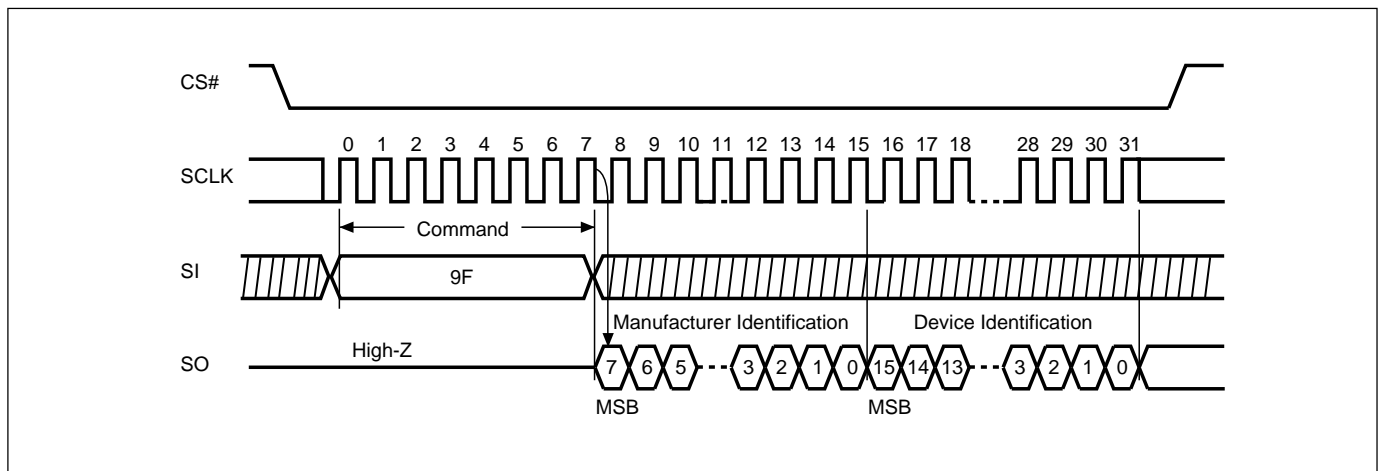 CS#
0 1 2 3 4 5 6 7 8 9 10 11 12 13 14 15 16 17 18 28 29 30 31
SCLK
Command
SI
9F
Manufacturer Identification Device Identification
High-Z
SO
7 6 5 3 2 1 0 15 14 13 3 2 1 0
MSB MSB